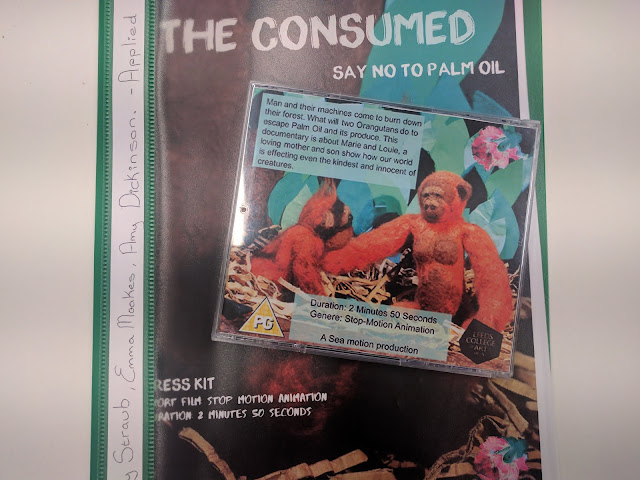 THE CONSUMED
SAY NO TO PALM OIL
Man and their machines come to burn down
their forest. What will two Orangutans do to
escape Palm Oil and its produce. This
documentary is about Marie and Louie, a
loving mother and son show how our world
is effecting even the kindest and innocent of
creatures.
PG
Duration: 2 Minutes 50 Seconds
Genere: Stop-Motion Animation
A Sea motion production
LEEDS
COLLEGE
OF ART
RESS KIT
ORT FILM STOP MOTION ANIMATION
RATION: 2 MINUTES 50 SECONDS
y Straub, Emma Moakes, Amy Dickinson. - Applied